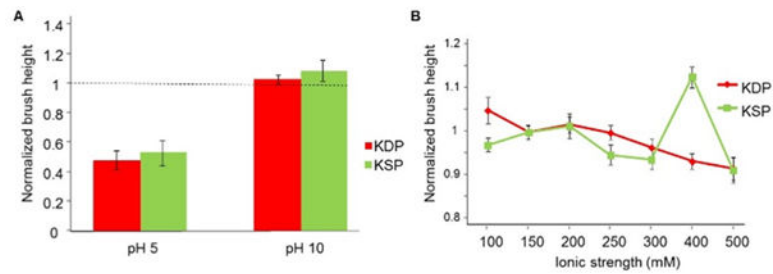 A
Normalized brush height
1.4
1.2
1
0.8
0.6
0.4
0.2
0
pH 5
pH 10
KDP
KSP
B
Normalized brush height
1.2
1.1
1
0.9
0.8
100 150 200 250 300 400 500
Ionic strength (mM)
KDP
KSP